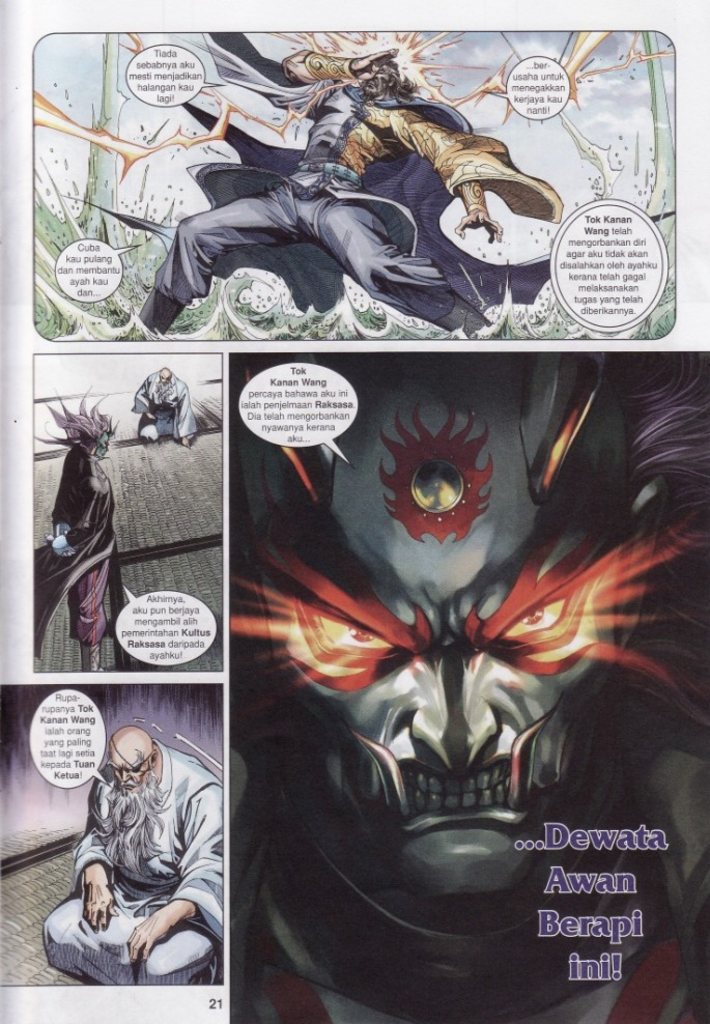 Tiada
sebabnya aku
mesti menjadikan
halangan kau
lagi!
...ber-
usaha untuk
menegakkan
kerjaya kau
nanti!
Cuba
kau pulang
dan membantu
ayah kau
dan...
Tok Kanan
Wang telah
mengorbankan diri
agar aku tidak akan
disalahkan oleh ayahku
kerana telah gagal
melaksanakan
tugas yang telah
diberikannya.
Akhirnya,
aku pun berjaya
mengambil alih
pemerintahan Kultus
Raksasa daripada
ayahku!
Tok
Kanan Wang
percaya bahawa aku ini
ialah penjelmaan Raksasa.
Dia telah mengorbankan
nyawanya kerana
aku...
Rupa-
rupanya Tok
Kanan Wang
ialah orang
yang paling
taat lagi setia
kepada Tuan
Ketua!
...Dewata
Awan
Berapi
ini!
21